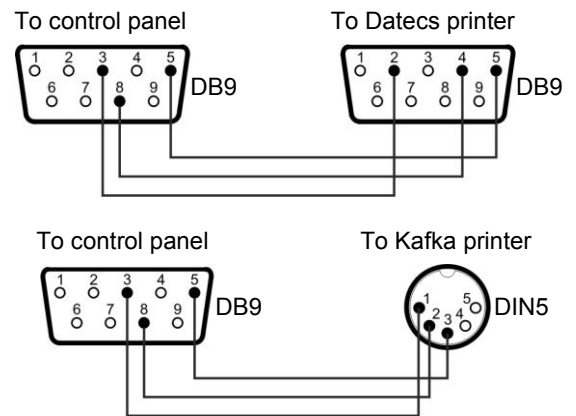 To control panel To Datecs printer
1 2 3 4 5 1 2 3 4 5
6 7 8 9 DB9 6 7 8 9 DB9
To control panel To Kafka printer
1 2 3 4 5 1 2 3 4 5
6 7 8 9 DB9 DIN5